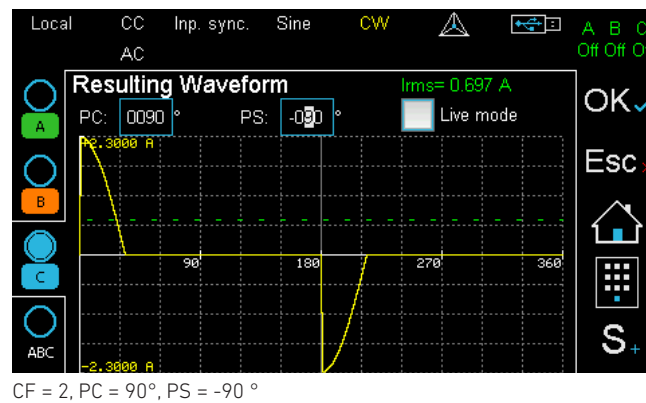 Local CC Inp. sync. Sine CW A B C
AC Off Off O
Resulting Waveform Irms= 0.697 A
PC: 0090 ° PS: -090 ° Live mode OK
A
+2.3000 A
Esc
B
90 180 270 360
C
ABC
S+
-2.3000 A
CF = 2, PC = 90°, PS = -90 °